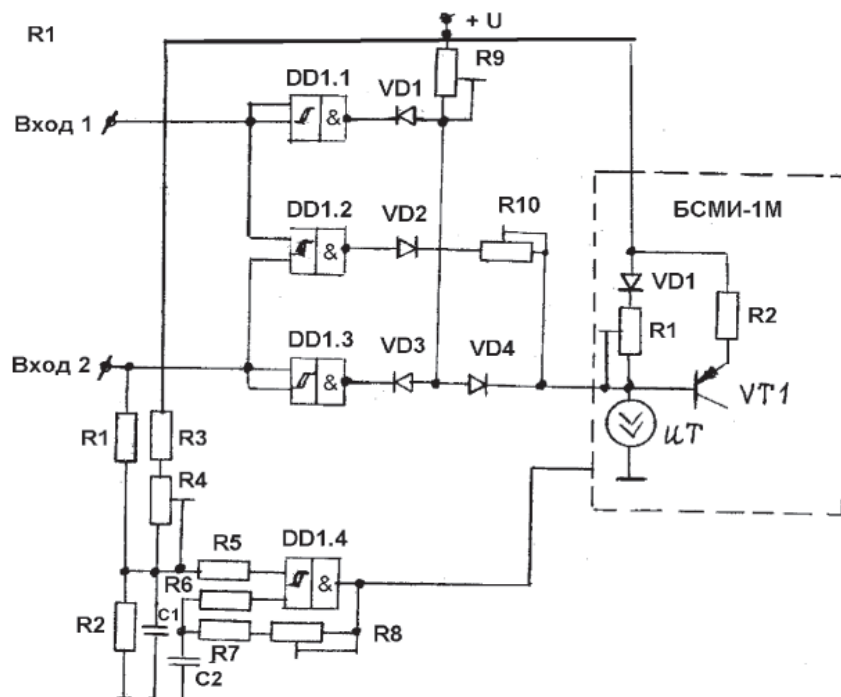 + U
R1
R9
DD1.1
VD1
&
Вход 1
БСМИ-1М
DD1.2
VD2
R10
&
VD1
R1
R2
DD1.3
VD3
VD4
Вход 2
&
VT1
ИТ
R1
R3
R4
DD1.4
R5
R6
&
R2
C1
R8
R7
C2